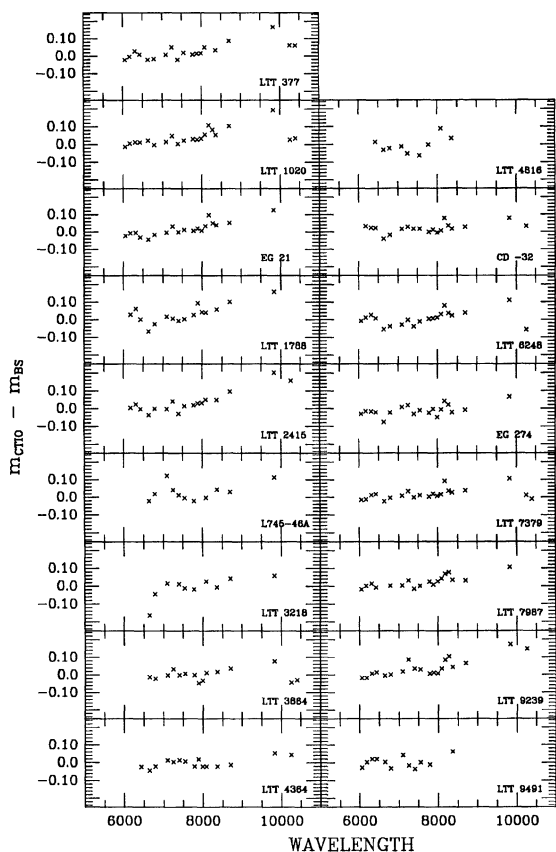 0.10
0.0
−0.10
LTT 377
0.10
0.0
−0.10
LTT 1020
LTT 4816
0.10
0.0
−0.10
EG 21
CD −32
0.10
0.0
−0.10
LTT 1788
LTT 6248
0.10
0.0
−0.10
LTT 2415
EG 274
0.10
0.0
−0.10
L745−46A
LTT 7379
0.10
0.0
−0.10
LTT 3218
LTT 7987
0.10
0.0
−0.10
LTT 3864
LTT 9239
0.10
0.0
−0.10
LTT 4364
LTT 9491
6000 8000 10000 6000 8000 10000
WAVELENGTH
mCTIO − mBS